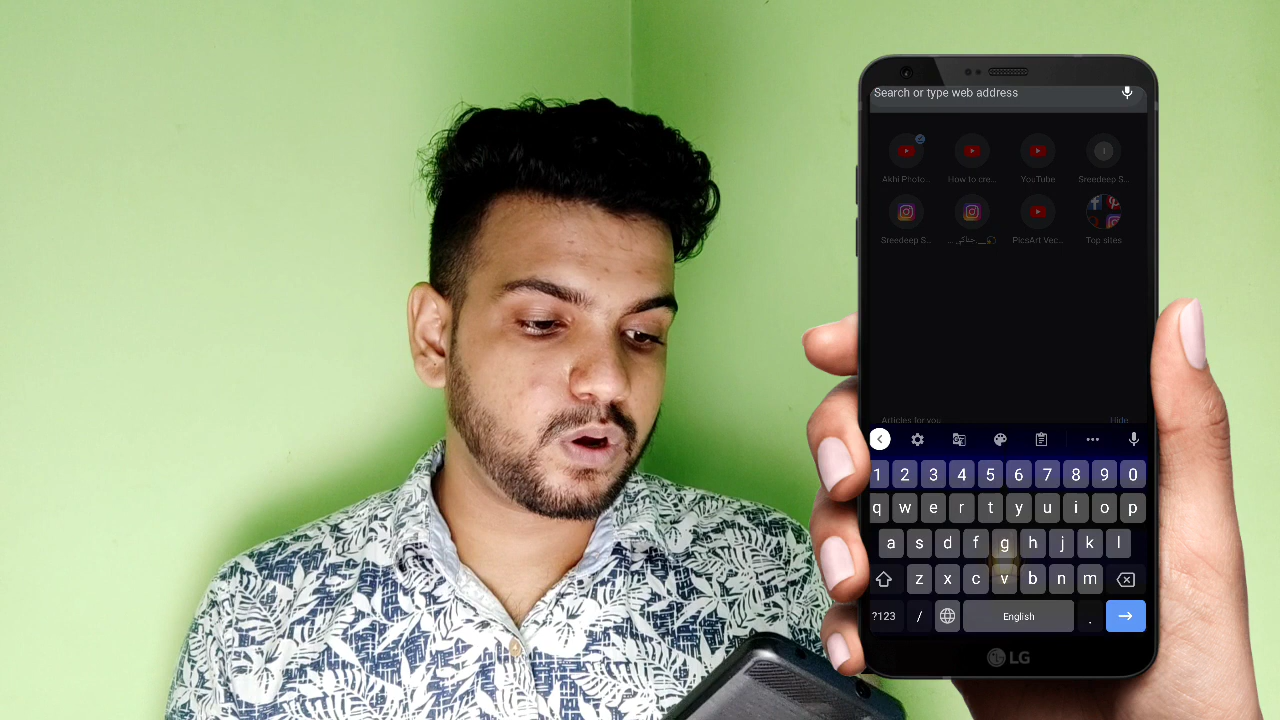 Search or type web address
Akhi Photo... How to cre... YouTube Sreedeep S...
Sreedeep S... PicsArt Vec... Top sites
Articles for you Hide
1 2 3 4 5 6 7 8 9 0
q w e r t y u i o p
a s d f g h j k l
z x c v b n m
?123 / English .
LG